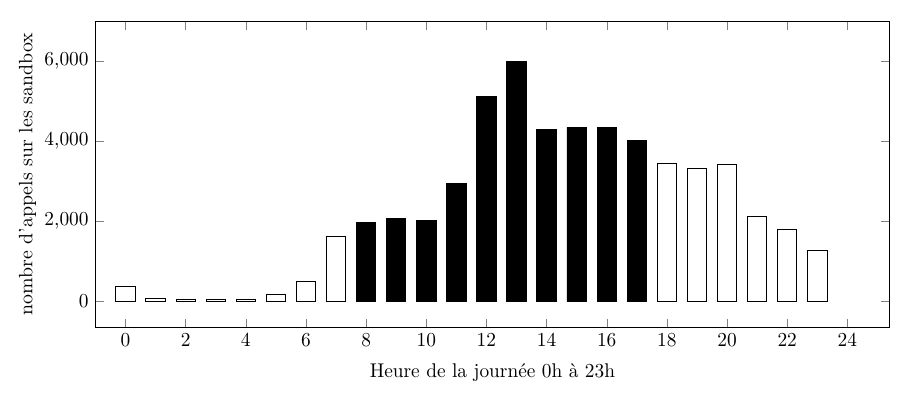 nombre d'appels sur les sandbox
6,000
4,000
2,000
0
0 2 4 6 8 10 12 14 16 18 20 22 24
Heure de la journée 0h à 23h